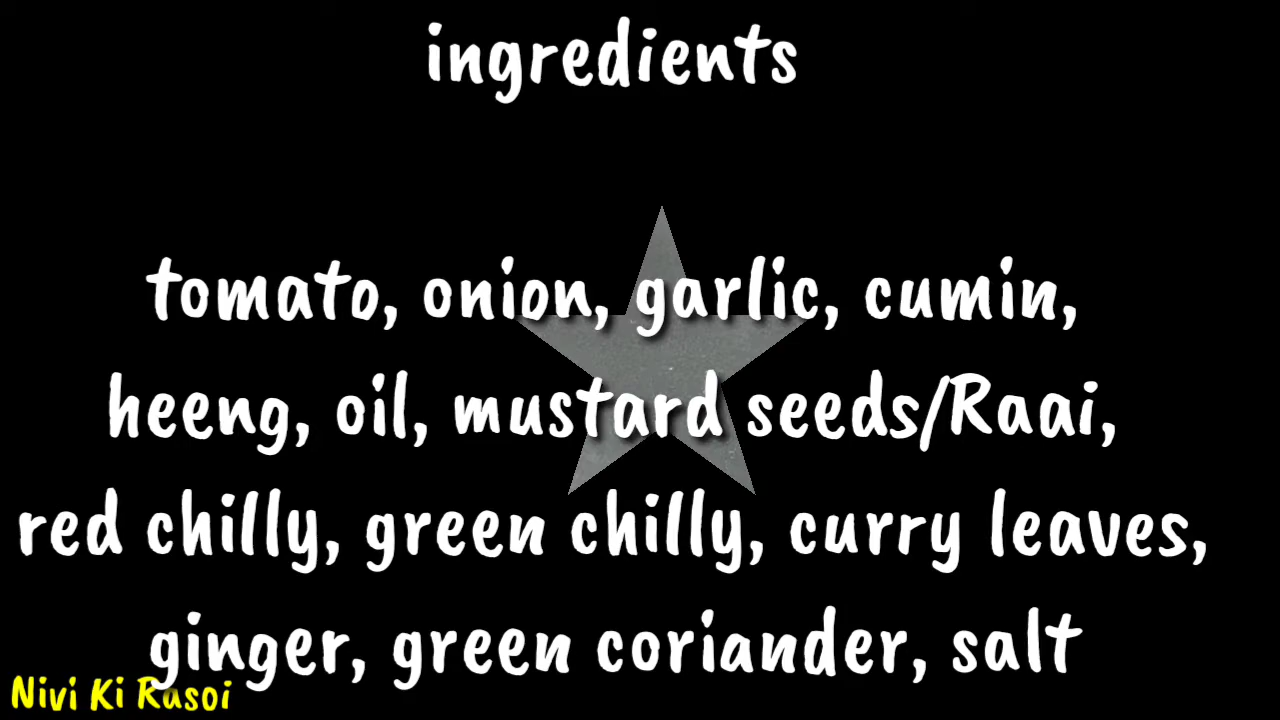 ingredients
tomato, onion, garlic, cumin,
heeng, oil, mustard seeds/Raai,
red chilly, green chilly, curry leaves,
ginger, green coriander, salt
Nivi Ki Rasoi